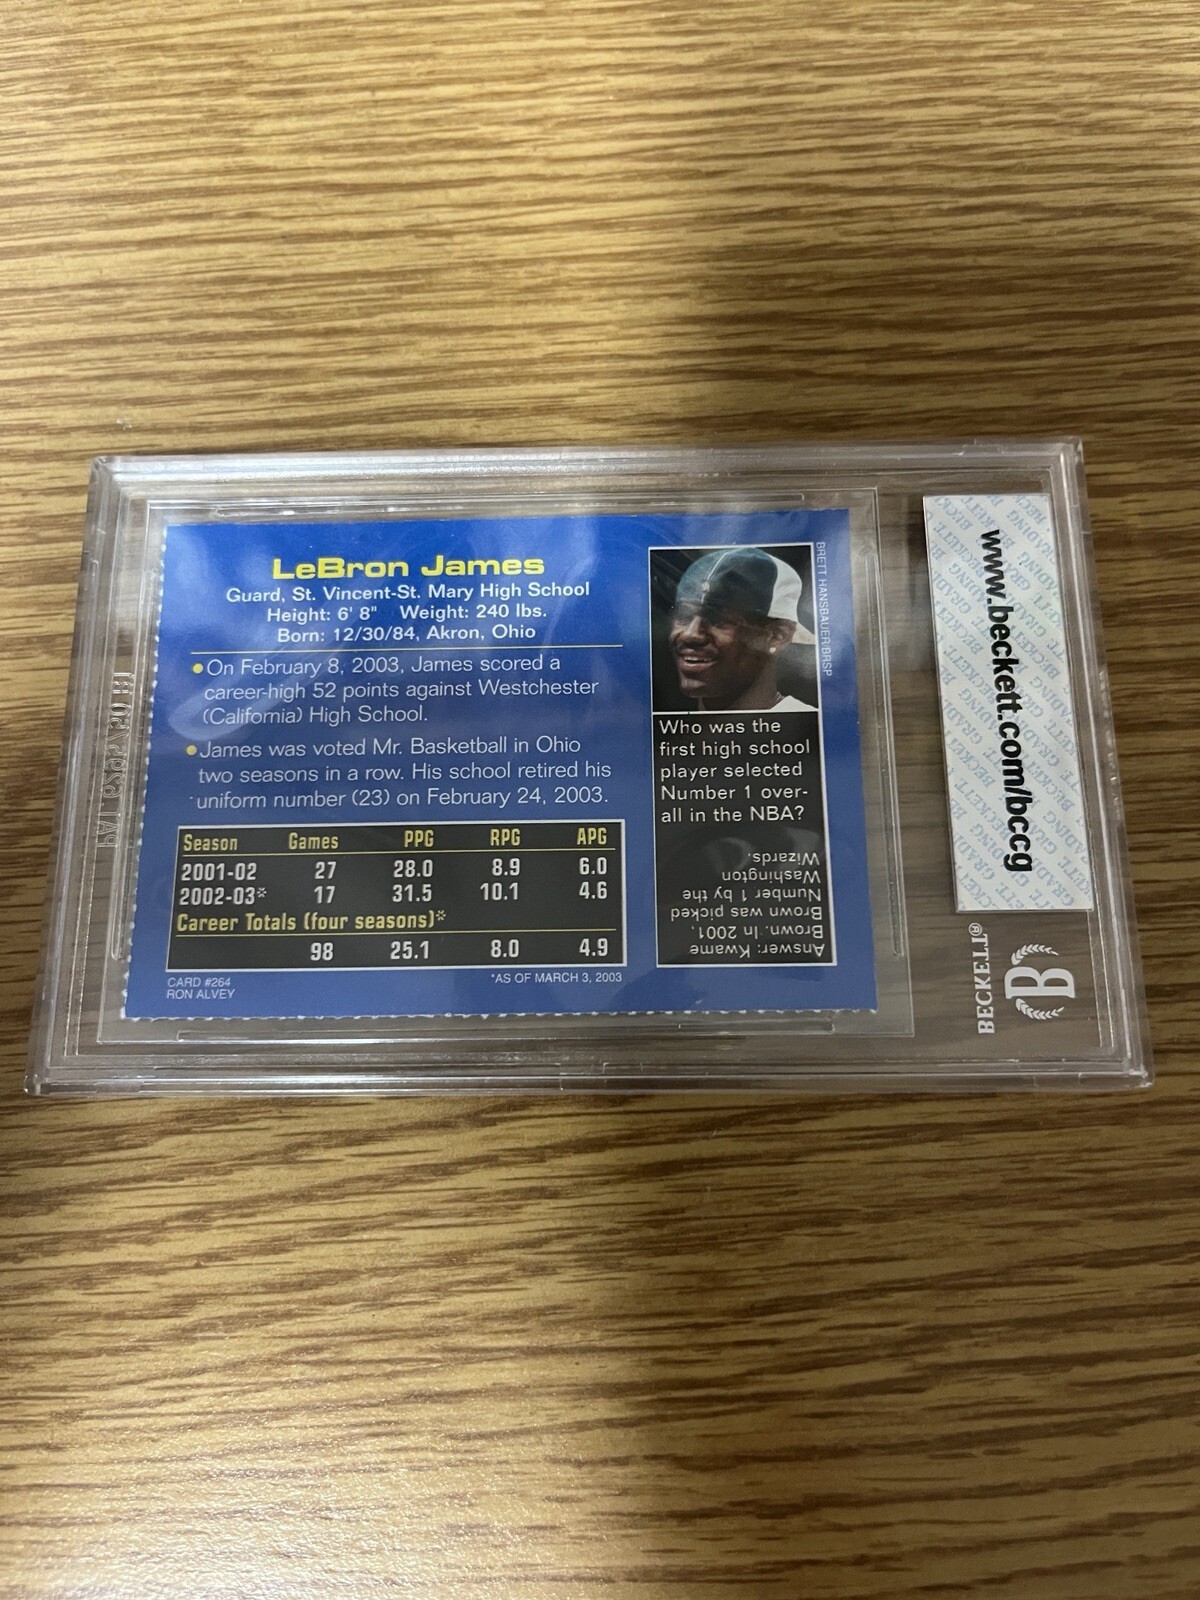 LeBron James
Guard, St. Vincent-St. Mary High School
Height: 6' 8" Weight: 240 lbs.
Born: 12/30/84, Akron, Ohio
•On February 8, 2003, James scored a
career-high 52 points against Westchester
(California) High School.
•James was voted Mr. Basketball in Ohio
two seasons in a row. His school retired his
uniform number (23) on February 24, 2003.
Season Games PPG RPG APG
2001-02 27 28.0 8.9 6.0
2002-03* 17 31.5 10.1 4.6
Career Totals (four seasons)*
98 25.1 8.0 4.9
CARD #264
RON ALVEY
*AS OF MARCH 3, 2003
BRETT HANSBAUER/BRSP
Who was the
first high school
player selected
Number 1 over-
all in the NBA?
Answer: Kwame
Brown. In 2001,
Brown was picked
Number 1 by the
Washington
Wizards.
www.beckett.com/bccg
BECKETT®
B